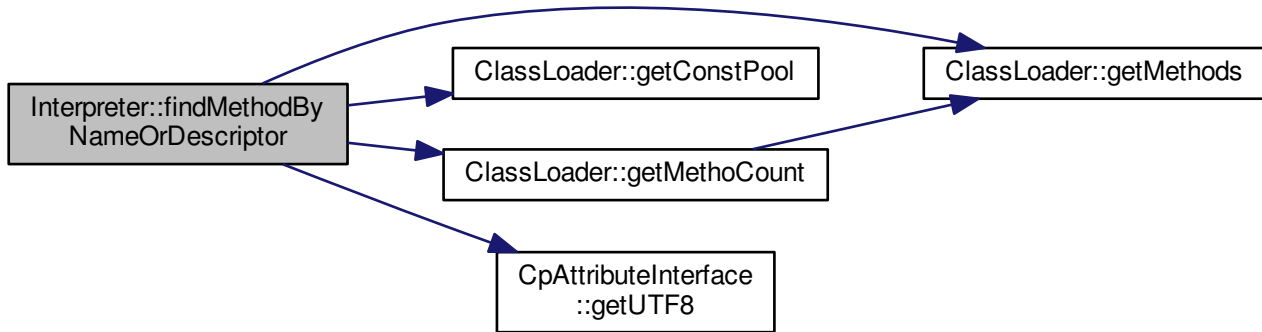 Interpreter::findMethodBy
NameOrDescriptor
ClassLoader::getConstPool
ClassLoader::getMethods
ClassLoader::getMethoCount
CpAttributeInterface
::getUTF8